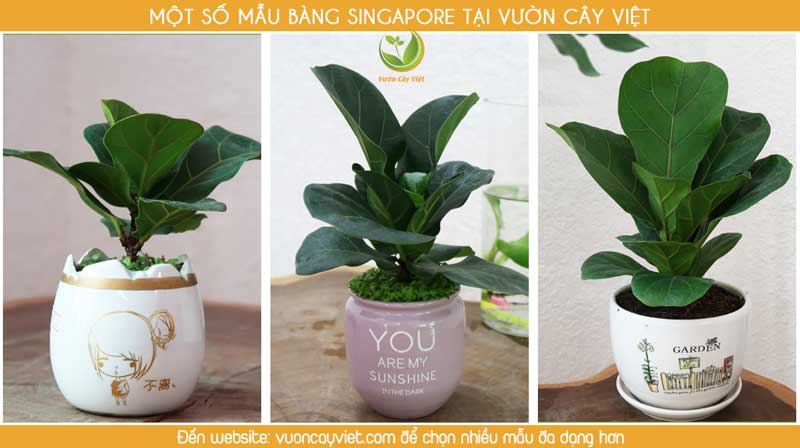 MỘT SỐ MẪU BÀNG SINGAPORE TẠI VƯỜN CÂY VIỆT
Vườn Cây Việt
不离、
YOU
ARE MY
SUNSHINE
IN THE DARK
GARDEN
Đến website: vuoncayviet.com để chọn nhiều mẫu đa dạng hơn